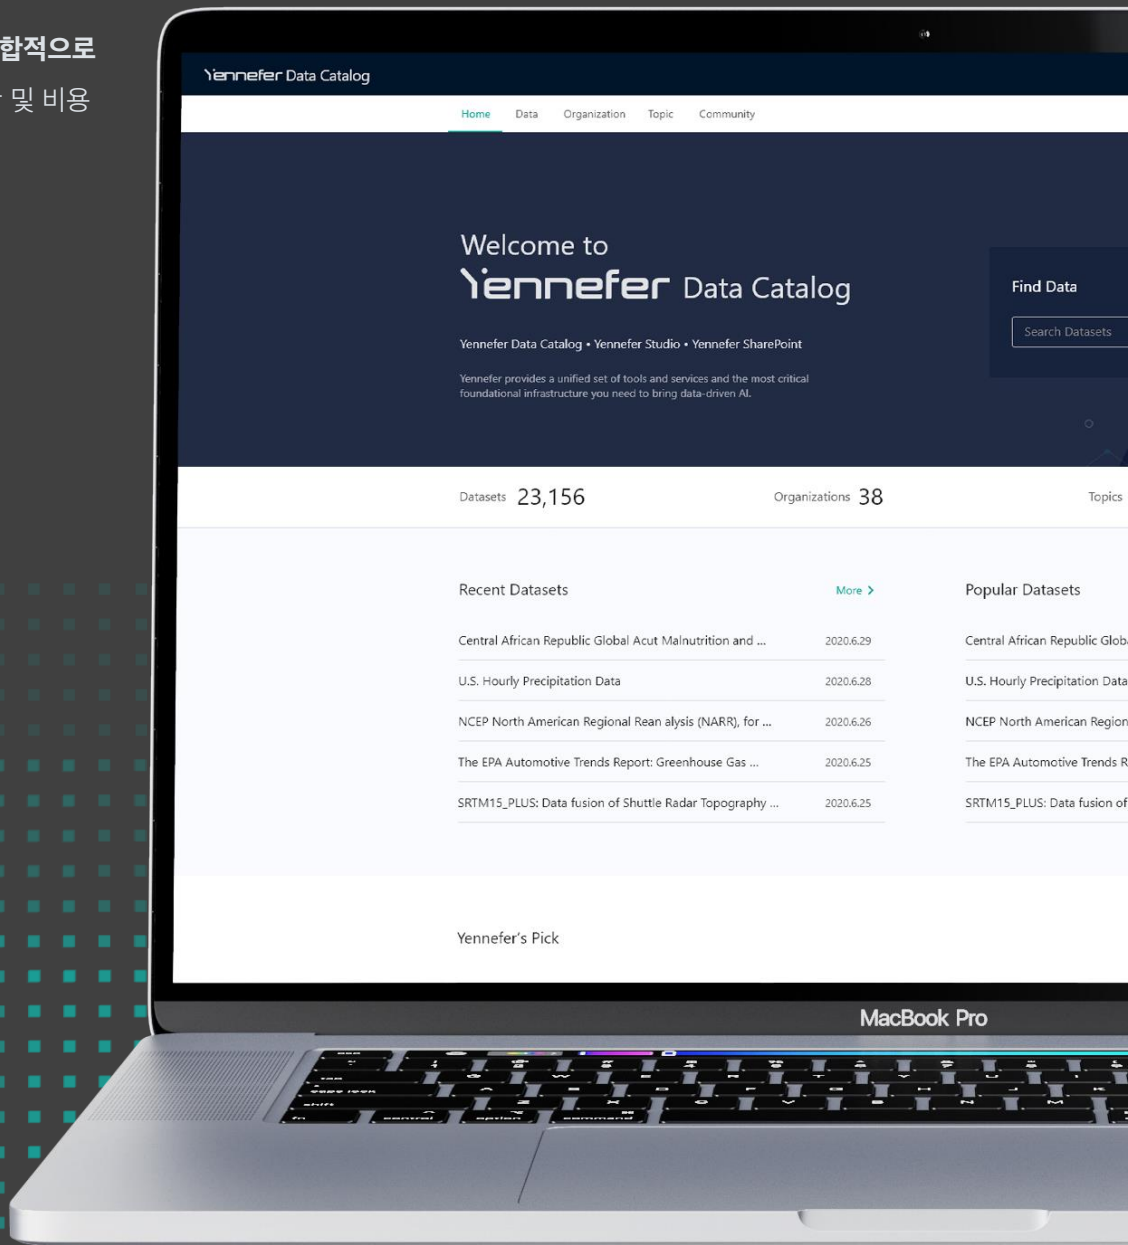 합적으로
및 비용
Yennefer Data Catalog
Home Data Organization Topic Community
Welcome to
Yennefer Data Catalog
Find Data
Search Datasets
Yennefer Data Catalog • Yennefer Studio • Yennefer SharePoint
Yennefer provides a unified set of tools and services and the most critical
foundational infrastructure you need to bring data-driven AI.
Datasets 23,156 Organizations 38 Topics
Recent Datasets More > Popular Datasets
Central African Republic Global Acut Malnutrition and ... 2020.6.29 Central African Republic Globa
U.S. Hourly Precipitation Data 2020.6.28 U.S. Hourly Precipitation Data
NCEP North American Regional Rean alysis (NARR), for ... 2020.6.26 NCEP North American Region
The EPA Automotive Trends Report: Greenhouse Gas ... 2020.6.25 The EPA Automotive Trends R
SRTM15_PLUS: Data fusion of Shuttle Radar Topography ... 2020.6.25 SRTM15_PLUS: Data fusion of
Yennefer's Pick
MacBook Pro
shift
fn control option command